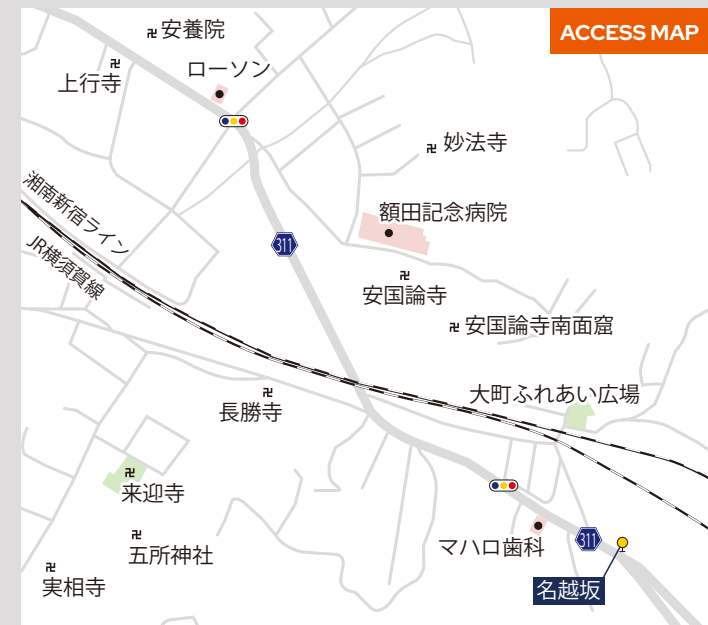 ACCESS MAP
安養院
上行寺
ローソン
妙法寺
湘南新宿ライン
JR横須賀線
額田記念病院
311
安国論寺
安国論寺南面窟
大町ふれあい広場
長勝寺
来迎寺
五所神社
実相寺
マハロ歯科
311
名越坂